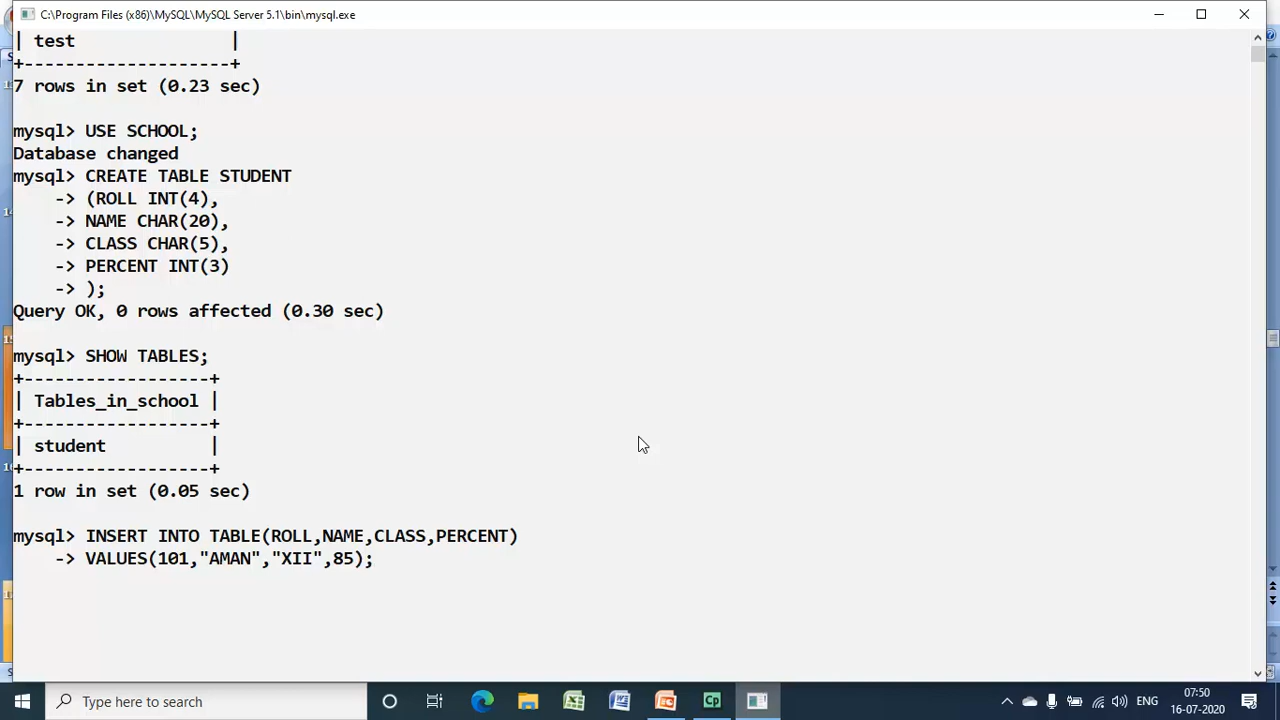 C:\Program Files (x86)\MySQL\MySQL Server 5.1\bin\mysql.exe
| test               |
+--------------------+
7 rows in set (0.23 sec)
mysql> USE SCHOOL;
Database changed
mysql> CREATE TABLE STUDENT
    -> (ROLL INT(4),
    -> NAME CHAR(20),
    -> CLASS CHAR(5),
    -> PERCENT INT(3)
    -> );
Query OK, 0 rows affected (0.30 sec)
mysql> SHOW TABLES;
+------------------+
| Tables_in_school |
+------------------+
| student          |
+------------------+
1 row in set (0.05 sec)
mysql> INSERT INTO TABLE(ROLL,NAME,CLASS,PERCENT)
    -> VALUES(101,"AMAN","XII",85);
Type here to search
ENG
07:50
16-07-2020